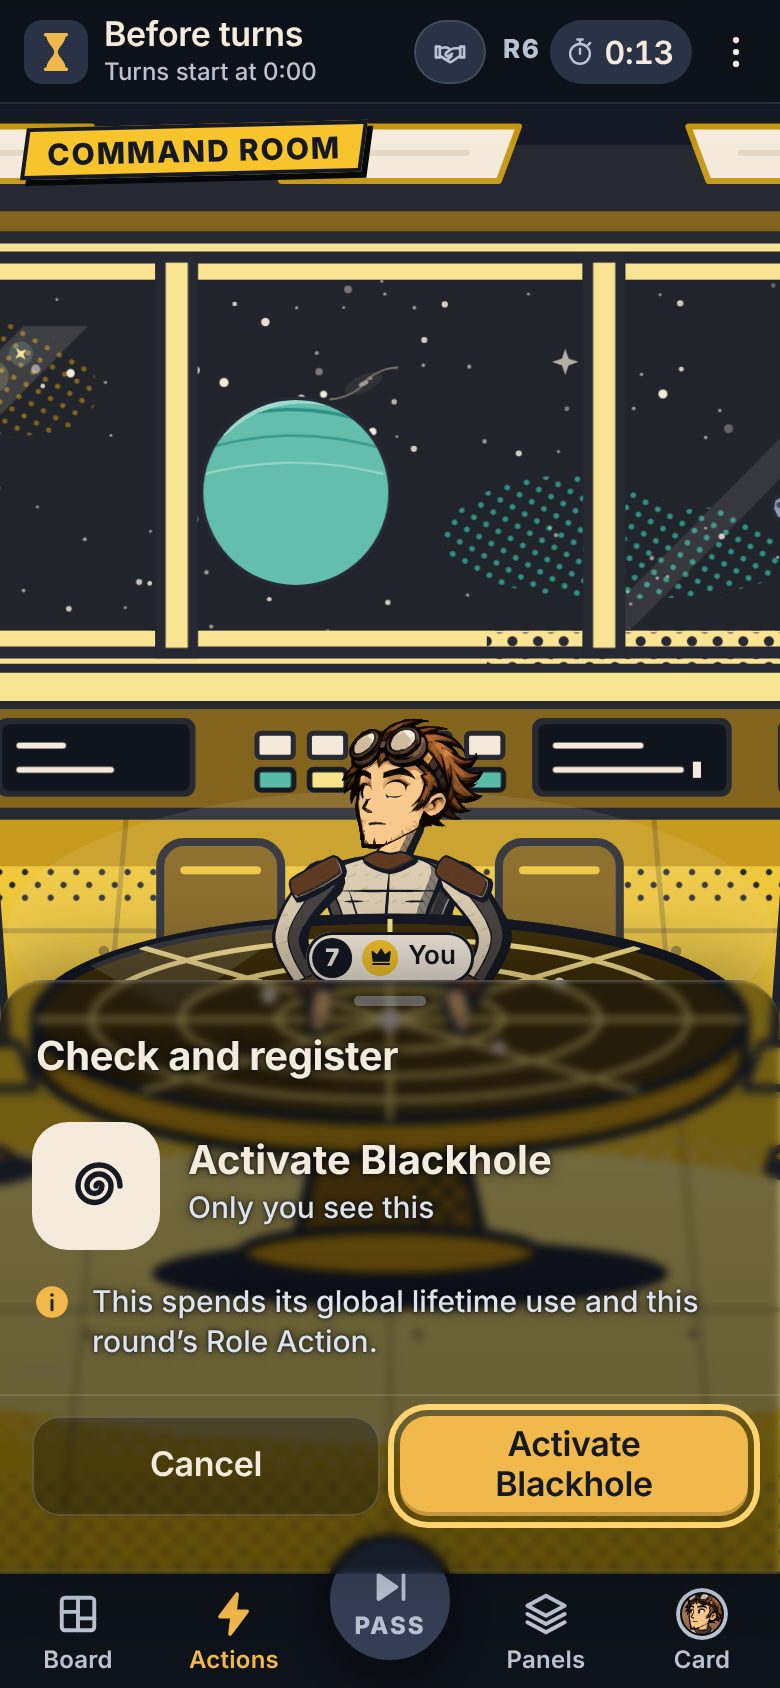 Before turns
Turns start at 0:00
R6
0:13
COMMAND ROOM
7
You
Check and register
Activate Blackhole
Only you see this
This spends its global lifetime use and this
round’s Role Action.
Cancel
Activate
Blackhole
Board
Actions
PASS
Panels
Card